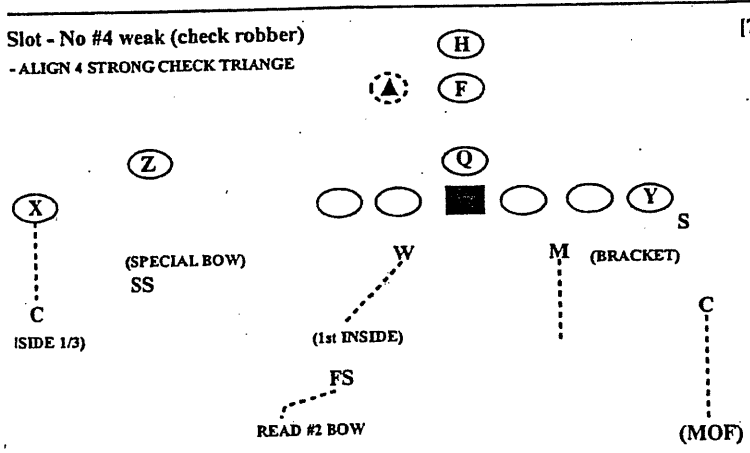 Slot - No #4 weak (check robber)
[7
- ALIGN 4 STRONG CHECK TRIANGE
H
F
Z
Q
X
Y
S
W
M
(BRACKET)
(SPECIAL BOW)
SS
C
C
ISIDE 1/3)
(1st INSIDE)
FS
READ #2 BOW
(MOF)